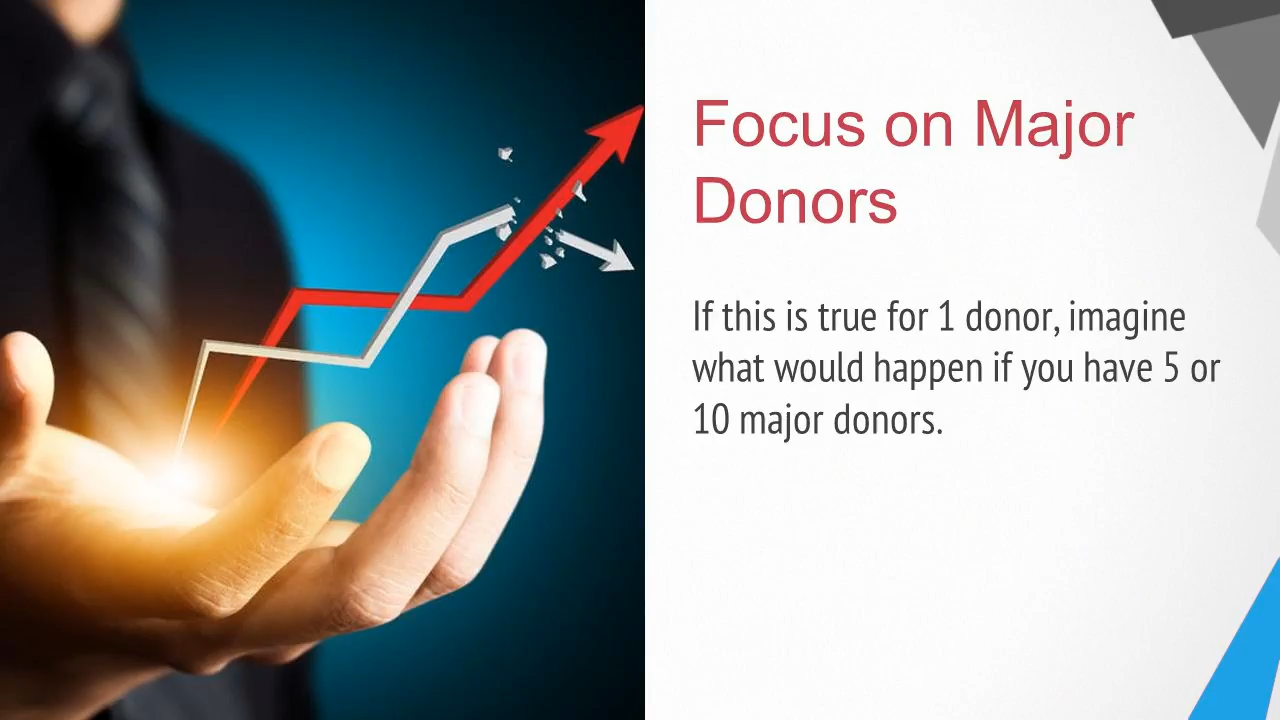 Focus on Major
Donors
If this is true for 1 donor, imagine
what would happen if you have 5 or
10 major donors.